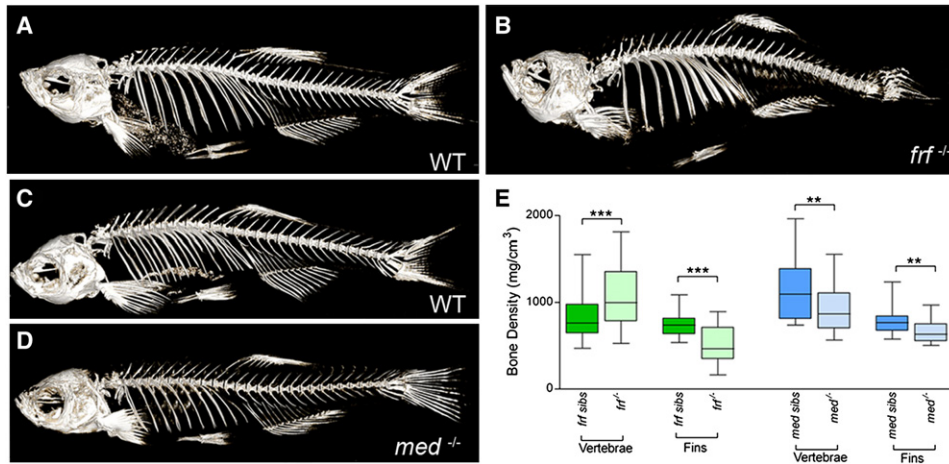 A
WT
B
frf -/-
C
WT
D
med -/-
E
Bone Density (mg/cm3)
2000
1000
0
***
***
**
**
frf sibs
frf-/-
frf sibs
frf-/-
med sibs
med-/-
med sibs
med-/-
Vertebrae
Fins
Vertebrae
Fins